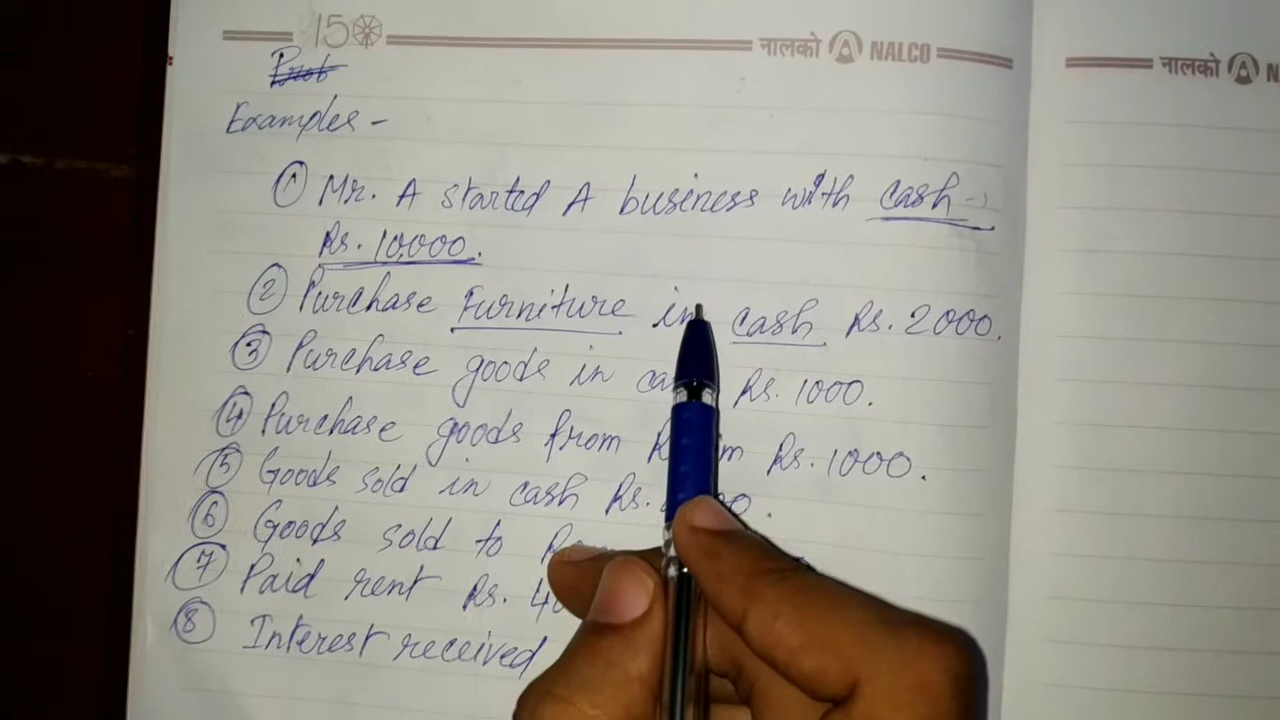 150 नालको NALCO नालको N
Examples -
① Mr. A started A business with cash -
Rs. 10,000.
② Purchase Furniture in cash Rs. 2000.
③ Purchase goods in Rs. 1000.
④ Purchase goods from Rs. 1000.
⑤ Goods sold in cash Rs.
⑥ Goods sold to
⑦ Paid rent Rs.
⑧ Interest received